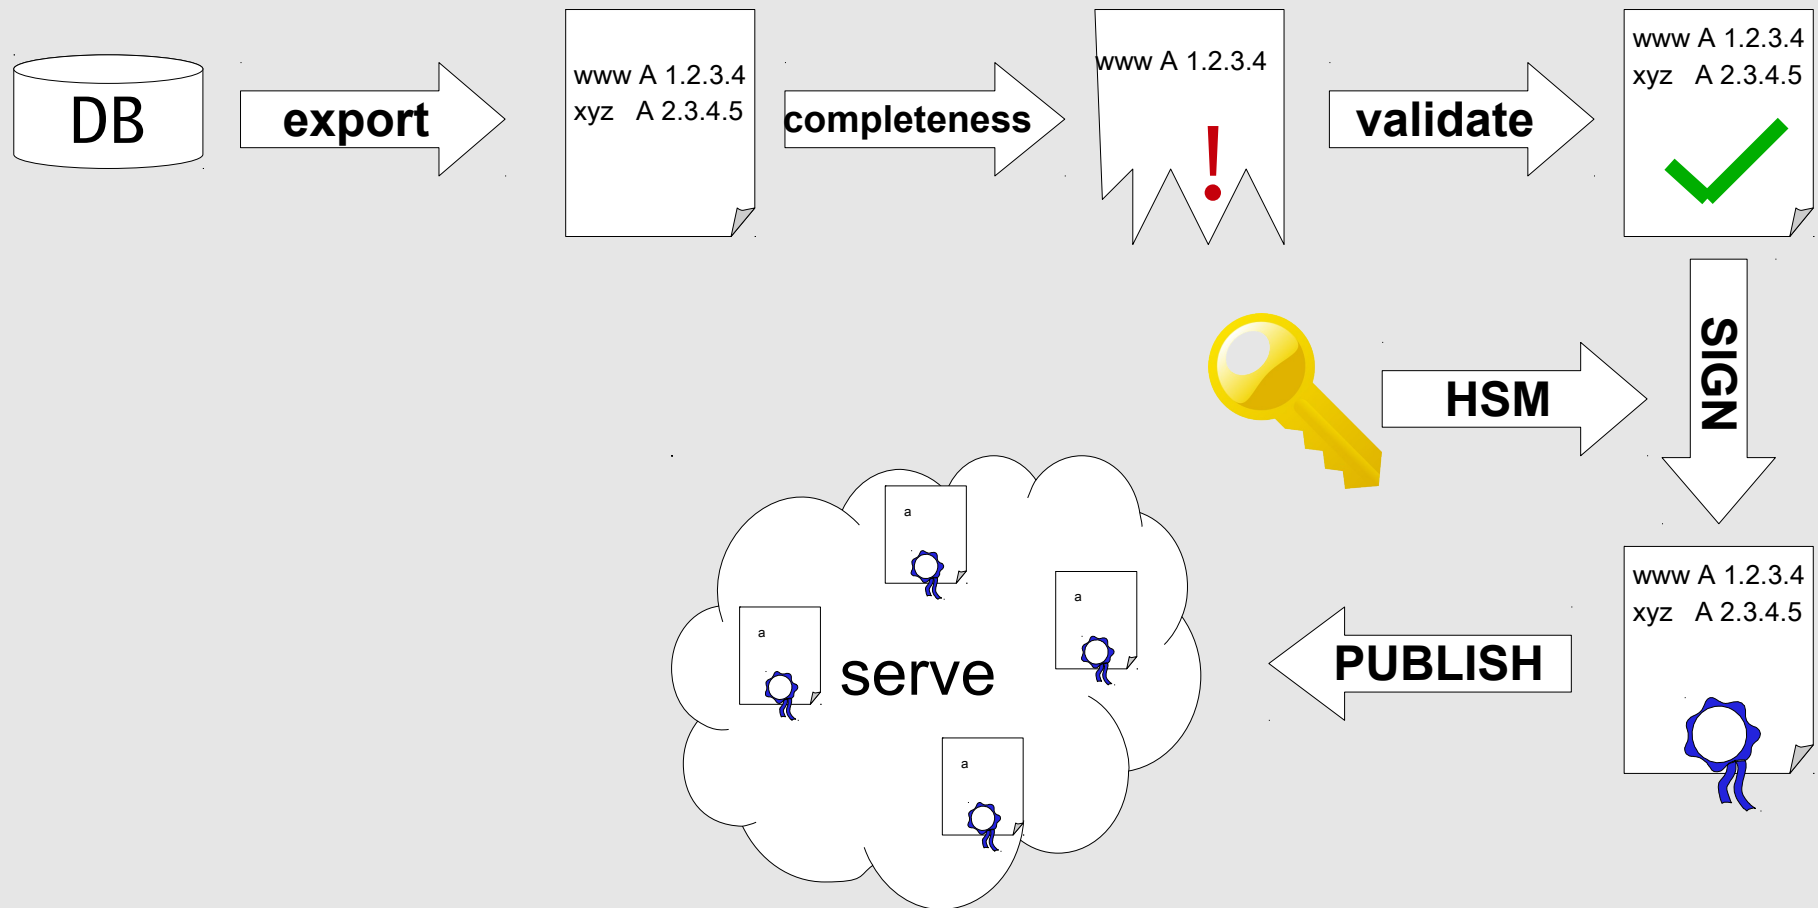 DB
export
www A 1.2.3.4
xyz A 2.3.4.5
completeness
www A 1.2.3.4
!
validate
www A 1.2.3.4
xyz A 2.3.4.5
SIGN
HSM
www A 1.2.3.4
xyz A 2.3.4.5
PUBLISH
a
a
a
serve
a